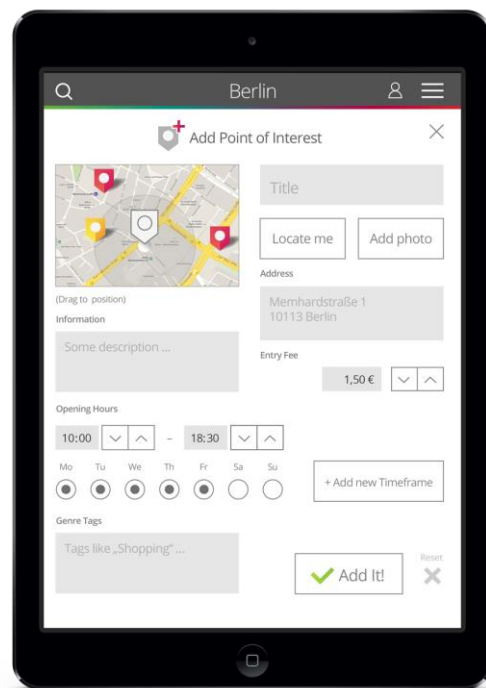 Berlin
Add Point of Interest
Title
Locate me
Add photo
(Drag to position)
Address
Information
Memhardstraße 1
10113 Berlin
Some description ...
Entry Fee
1,50 €
Opening Hours
10:00 – 18:30
Mo Tu We Th Fr Sa Su
+ Add new Timeframe
Genre Tags
Tags like „Shopping“ ...
Add It!
Reset